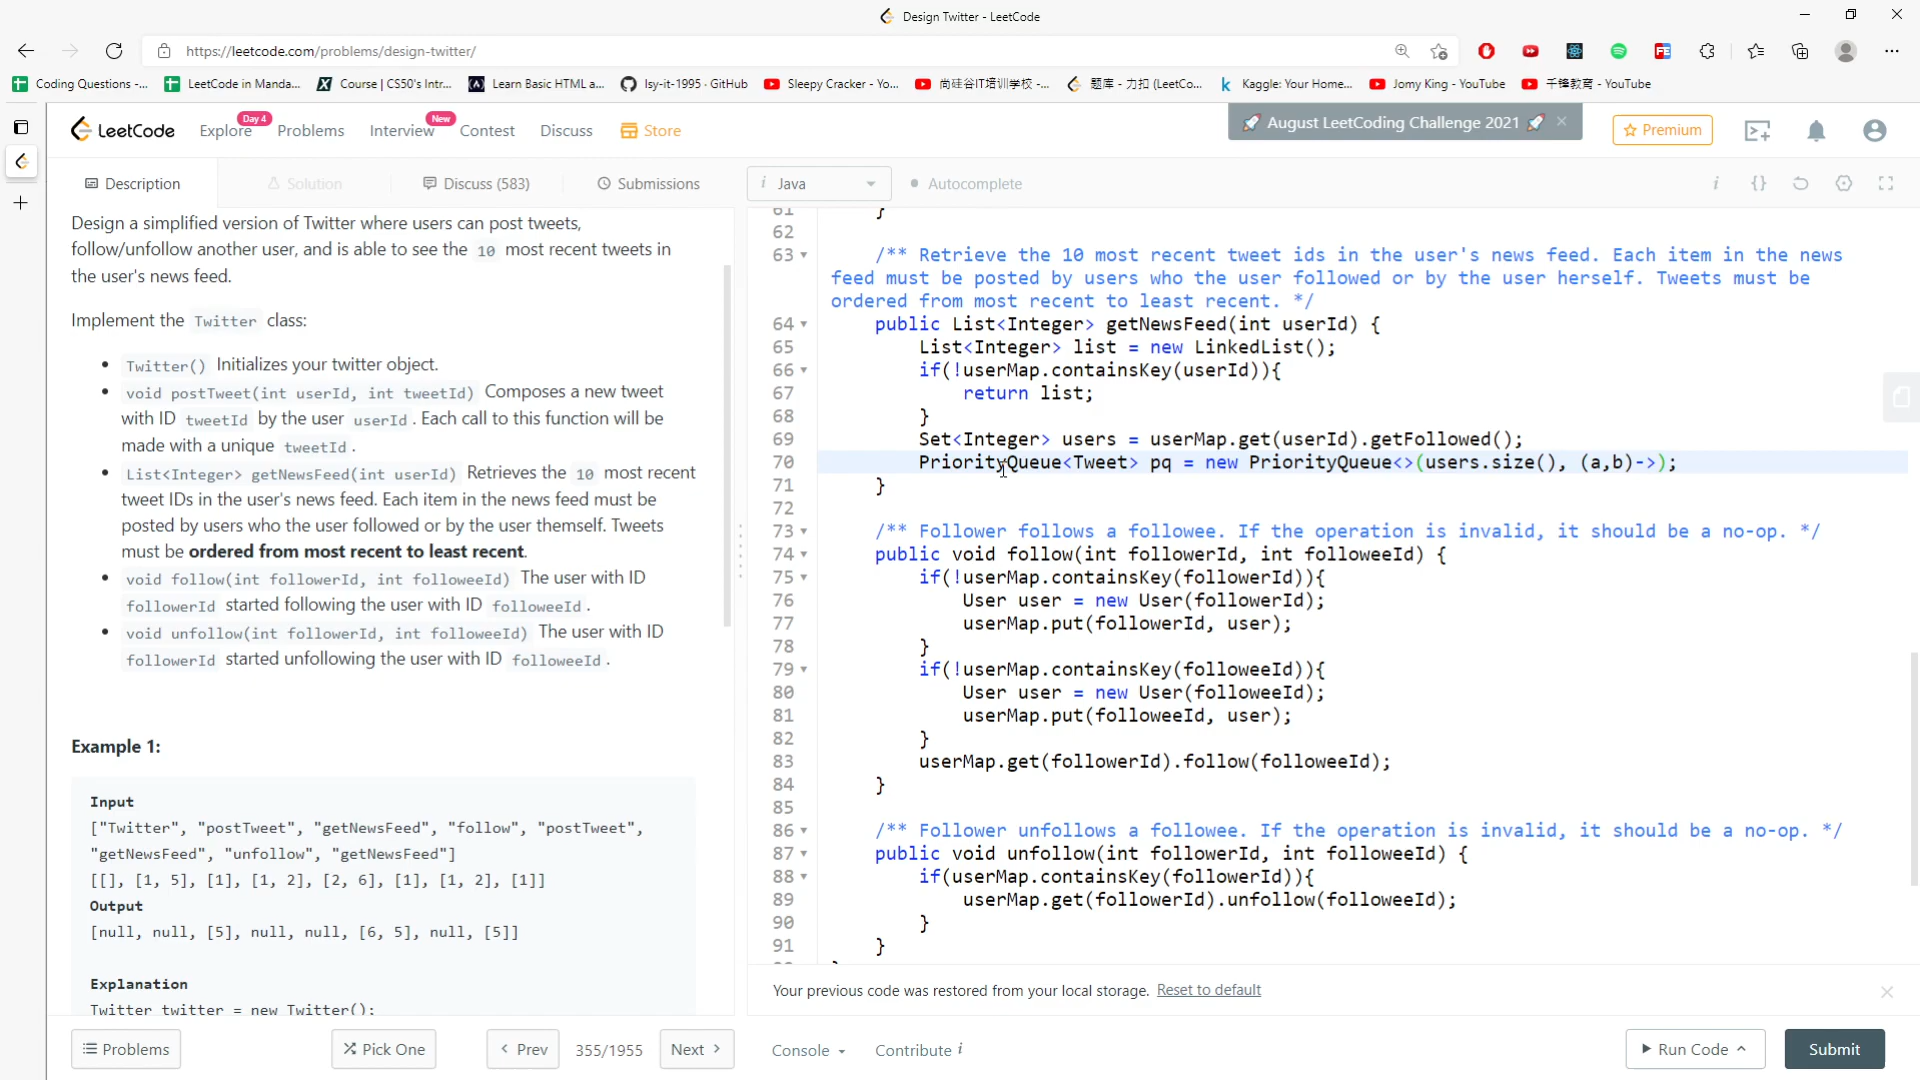 Design Twitter - LeetCode
https://leetcode.com/problems/design-twitter/
Coding Questions -...
LeetCode in Manda...
Course | CS50's Intr...
Learn Basic HTML a...
lsy-it-1995 · GitHub
Sleepy Cracker - Yo...
尚硅谷IT培训学校 -...
题库 - 力扣 (LeetCo...
Kaggle: Your Home...
Jomy King - YouTube
千锋教育 - YouTube
LeetCode
Explore
Day 4
Problems
Interview
New
Contest
Discuss
Store
August LeetCoding Challenge 2021
Premium
Description
Solution
Discuss (583)
Submissions
i Java
Autocomplete
Design a simplified version of Twitter where users can post tweets,
follow/unfollow another user, and is able to see the 10 most recent tweets in
the user's news feed.
Implement the Twitter class:
Twitter() Initializes your twitter object.
void postTweet(int userId, int tweetId) Composes a new tweet
with ID tweetId by the user userId. Each call to this function will be
made with a unique tweetId.
List<Integer> getNewsFeed(int userId) Retrieves the 10 most recent
tweet IDs in the user's news feed. Each item in the news feed must be
posted by users who the user followed or by the user themself. Tweets
must be ordered from most recent to least recent.
void follow(int followerId, int followeeId) The user with ID
followerId started following the user with ID followeeId.
void unfollow(int followerId, int followeeId) The user with ID
followerId started unfollowing the user with ID followeeId.
Example 1:
Input
["Twitter", "postTweet", "getNewsFeed", "follow", "postTweet",
"getNewsFeed", "unfollow", "getNewsFeed"]
[[], [1, 5], [1], [1, 2], [2, 6], [1], [1, 2], [1]]
Output
[null, null, [5], null, null, [6, 5], null, [5]]
Explanation
Twitter twitter = new Twitter();
61 }
62
63 /** Retrieve the 10 most recent tweet ids in the user's news feed. Each item in the news
feed must be posted by users who the user followed or by the user herself. Tweets must be
ordered from most recent to least recent. */
64 public List<Integer> getNewsFeed(int userId) {
65 List<Integer> list = new LinkedList();
66 if(!userMap.containsKey(userId)){
67 return list;
68 }
69 Set<Integer> users = userMap.get(userId).getFollowed();
70 PriorityQueue<Tweet> pq = new PriorityQueue<>(users.size(), (a,b)->);
71 }
72
73 /** Follower follows a followee. If the operation is invalid, it should be a no-op. */
74 public void follow(int followerId, int followeeId) {
75 if(!userMap.containsKey(followerId)){
76 User user = new User(followerId);
77 userMap.put(followerId, user);
78 }
79 if(!userMap.containsKey(followeeId)){
80 User user = new User(followeeId);
81 userMap.put(followeeId, user);
82 }
83 userMap.get(followerId).follow(followeeId);
84 }
85
86 /** Follower unfollows a followee. If the operation is invalid, it should be a no-op. */
87 public void unfollow(int followerId, int followeeId) {
88 if(userMap.containsKey(followerId)){
89 userMap.get(followerId).unfollow(followeeId);
90 }
91 }
Your previous code was restored from your local storage. Reset to default
Problems
Pick One
Prev
355/1955
Next
Console
Contribute i
Run Code
Submit